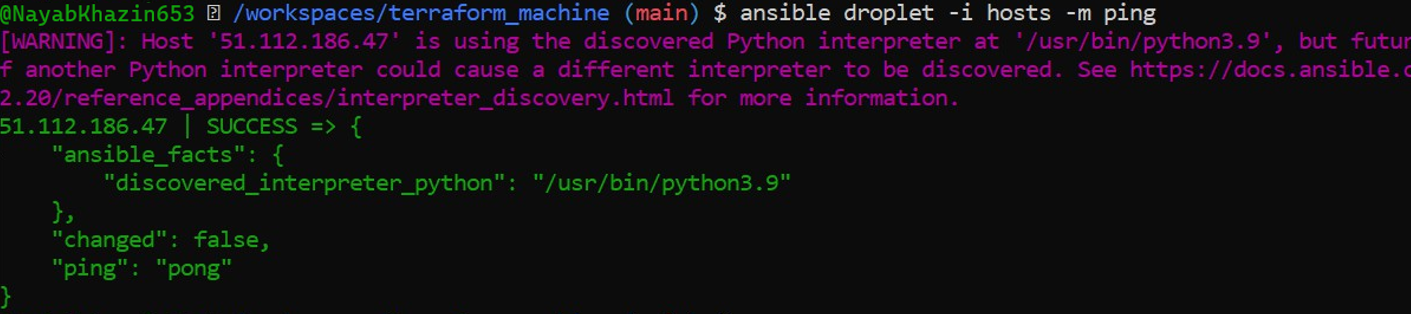 @NayabKhazin653 /workspaces/terraform_machine (main) $ ansible droplet -i hosts -m ping
[WARNING]: Host '51.112.186.47' is using the discovered Python interpreter at '/usr/bin/python3.9', but futur
f another Python interpreter could cause a different interpreter to be discovered. See https://docs.ansible.c
2.20/reference_appendices/interpreter_discovery.html for more information.
51.112.186.47 | SUCCESS => {
    "ansible_facts": {
        "discovered_interpreter_python": "/usr/bin/python3.9"
    },
    "changed": false,
    "ping": "pong"
}